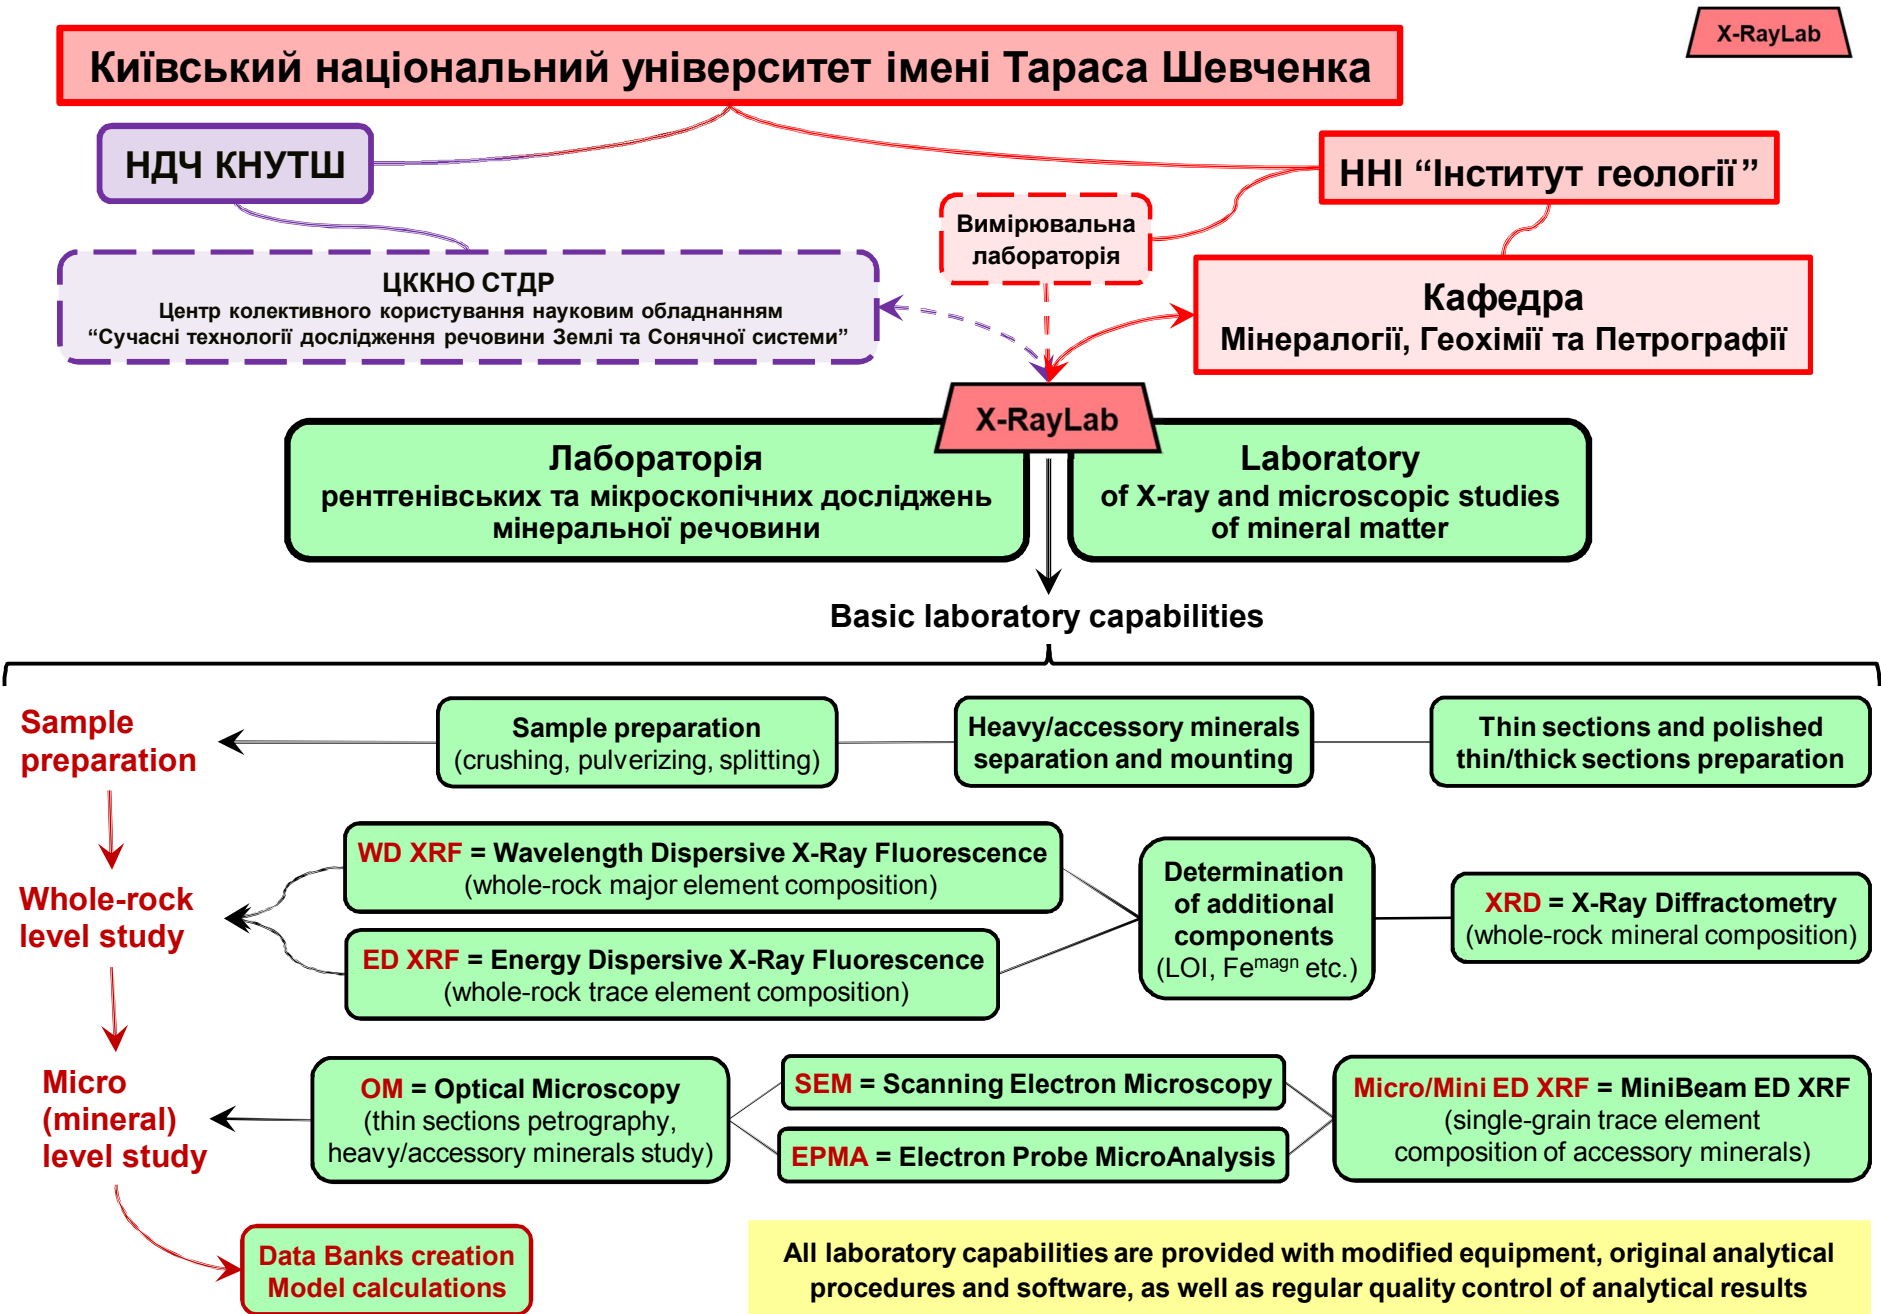 X-RayLab
Київський національний університет імені Тараса Шевченка
НДЧ КНУТШ
ННІ “Інститут геології”
Вимірювальна
лабораторія
ЦККНО СТДР
Центр колективного користування науковим обладнанням
“Сучасні технології дослідження речовини Землі та Сонячної системи”
Кафедра
Мінералогії, Геохімії та Петрографії
X-RayLab
Лабораторія
рентгенівських та мікроскопічних досліджень
мінеральної речовини
Laboratory
of X-ray and microscopic studies
of mineral matter
Basic laboratory capabilities
Sample
preparation
Sample preparation
(crushing, pulverizing, splitting)
Heavy/accessory minerals
separation and mounting
Thin sections and polished
thin/thick sections preparation
Whole-rock
level study
WD XRF = Wavelength Dispersive X-Ray Fluorescence
(whole-rock major element composition)
ED XRF = Energy Dispersive X-Ray Fluorescence
(whole-rock trace element composition)
Determination
of additional
components
(LOI, Feᵐᵃᵍⁿ etc.)
XRD = X-Ray Diffractometry
(whole-rock mineral composition)
Micro
(mineral)
level study
OM = Optical Microscopy
(thin sections petrography,
heavy/accessory minerals study)
SEM = Scanning Electron Microscopy
EPMA = Electron Probe MicroAnalysis
Micro/Mini ED XRF = MiniBeam ED XRF
(single-grain trace element
composition of accessory minerals)
Data Banks creation
Model calculations
All laboratory capabilities are provided with modified equipment, original analytical
procedures and software, as well as regular quality control of analytical results